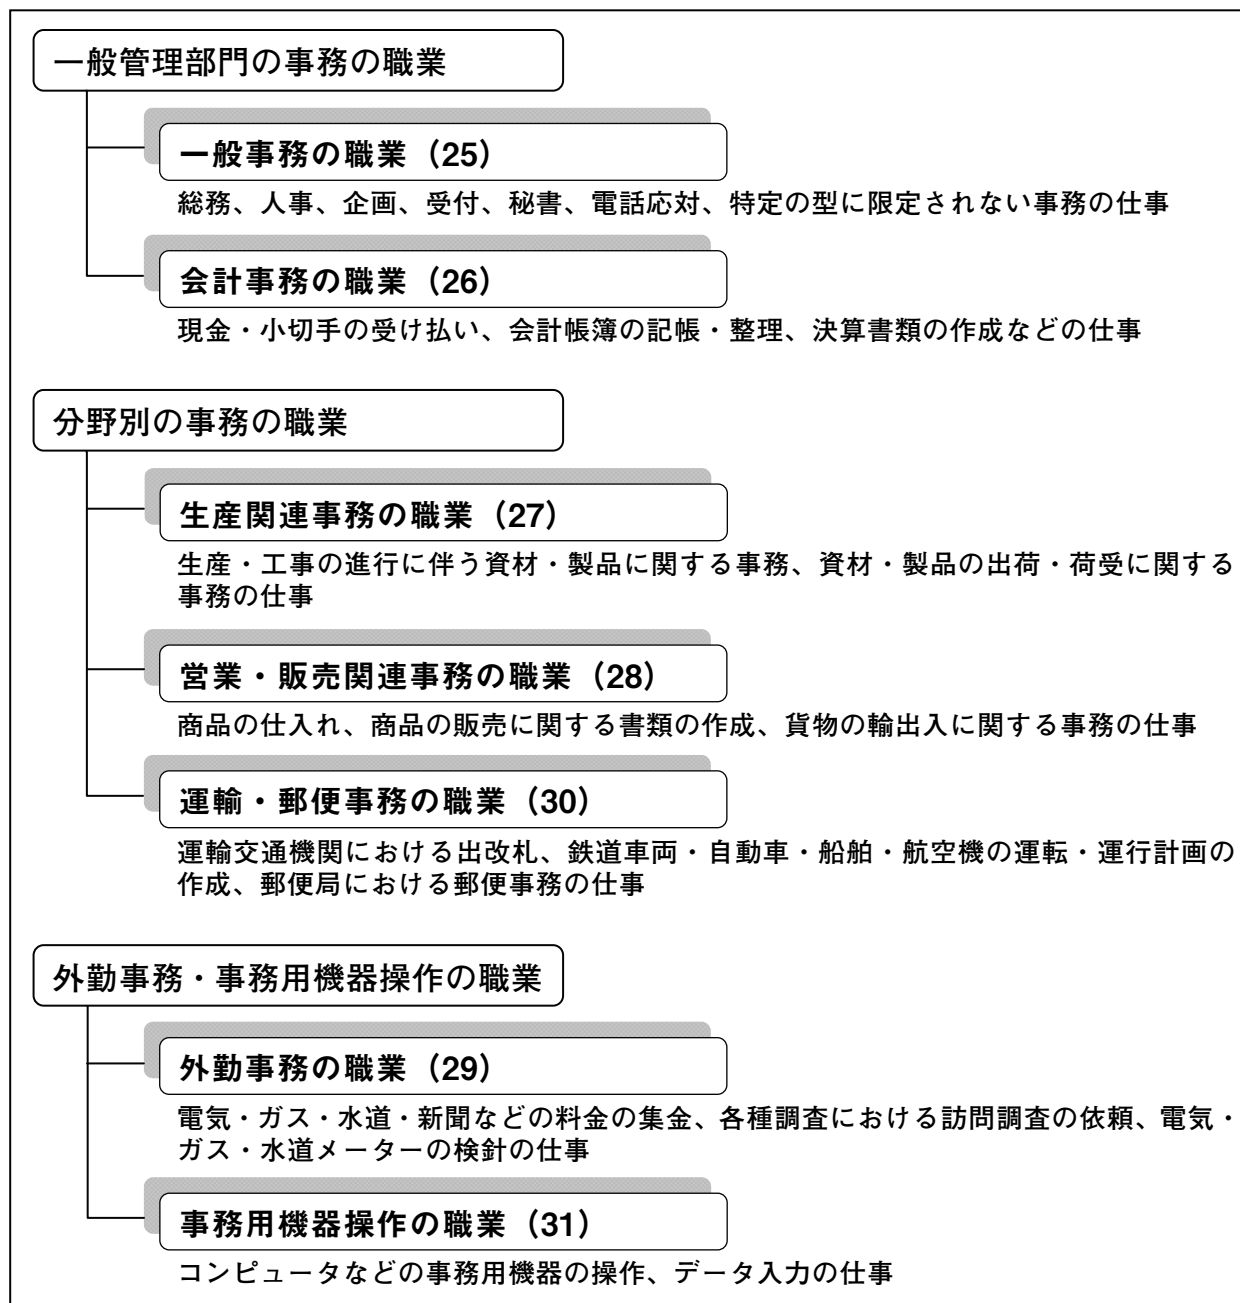 一般管理部門の事務の職業
一般事務の職業（25）
総務、人事、企画、受付、秘書、電話応対、特定の型に限定されない事務の仕事
会計事務の職業（26）
現金・小切手の受け払い、会計帳簿の記帳・整理、決算書類の作成などの仕事
分野別の事務の職業
生産関連事務の職業（27）
生産・工事の進行に伴う資材・製品に関する事務、資材・製品の出荷・荷受に関する
事務の仕事
営業・販売関連事務の職業（28）
商品の仕入れ、商品の販売に関する書類の作成、貨物の輸出入に関する事務の仕事
運輸・郵便事務の職業（30）
運輸交通機関における出改札、鉄道車両・自動車・船舶・航空機の運転・運行計画の
作成、郵便局における郵便事務の仕事
外勤事務・事務用機器操作の職業
外勤事務の職業（29）
電気・ガス・水道・新聞などの料金の集金、各種調査における訪問調査の依頼、電気・
ガス・水道メーターの検針の仕事
事務用機器操作の職業（31）
コンピュータなどの事務用機器の操作、データ入力の仕事